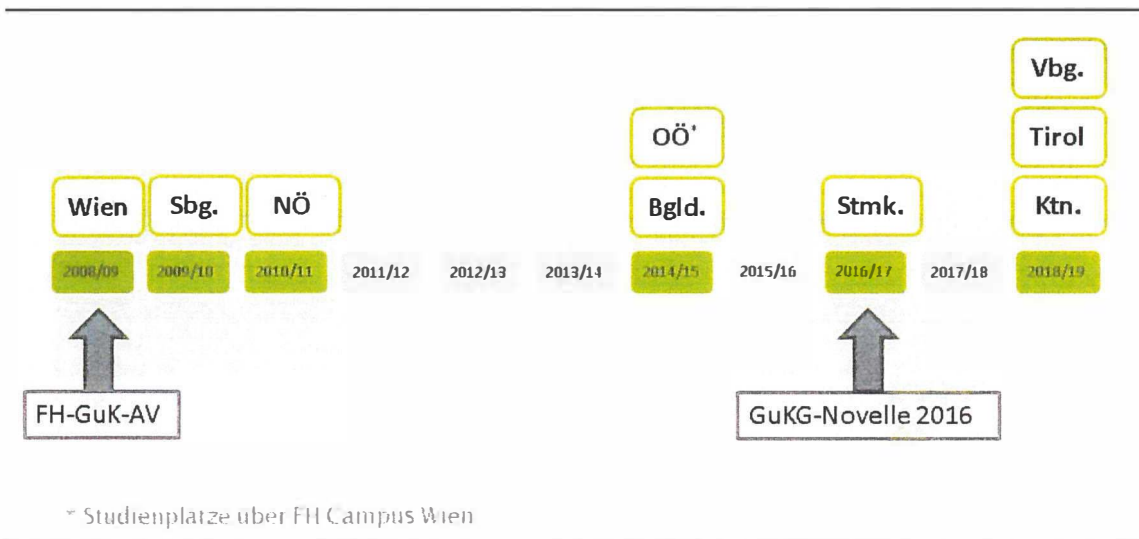 Vbg.
OÖ* Tirol
Wien Sbg. NÖ Bgld. Stmk. Ktn.
2008/09 2009/10 2010/11 2011/12 2012/13 2013/14 2014/15 2015/16 2016/17 2017/18 2018/19
FH-GuK-AV GuKG-Novelle 2016
* Studienplätze über FH Campus Wien